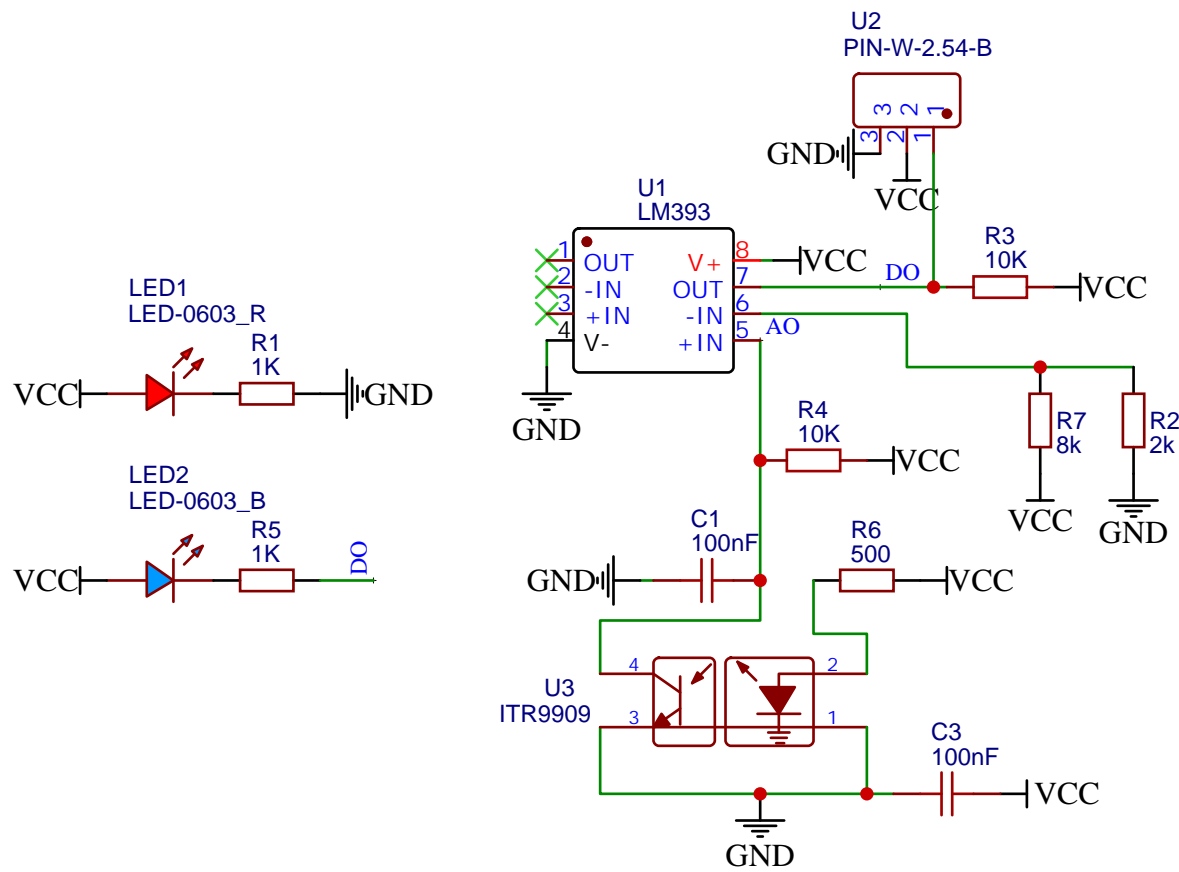 U2
PIN-W-2.54-B
3 2 1
3 2 1
GND
VCC
U1
LM393
1 OUT V+ 8 VCC
2 -IN OUT 7 DO
3 +IN -IN 6
4 V- +IN 5 AO
GND
R3
10K
VCC
LED1
LED-0603_R
R1
1K
VCC
GND
R4
10K
VCC
R7
8k
R2
2k
VCC
GND
LED2
LED-0603_B
R5
1K
VCC
DO
C1
100nF
GND
R6
500
VCC
U3
ITR9909
4
3
2
1
C3
100nF
VCC
GND